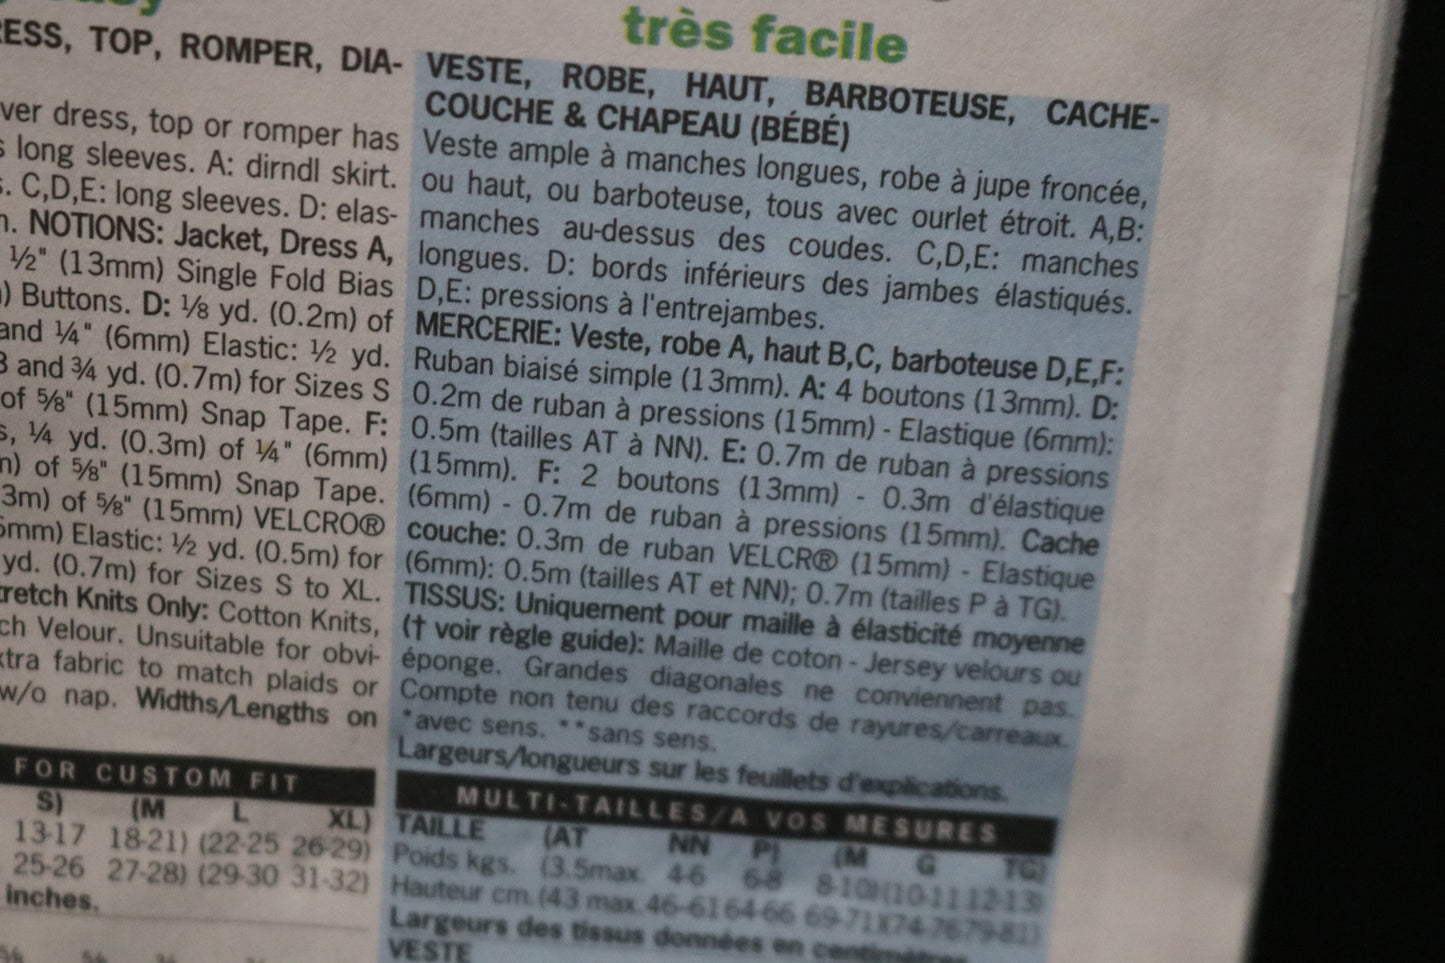 easy
très facile
ESS, TOP, ROMPER, DIA-
ver dress, top or romper has
long sleeves. A: dirndl skirt.
. C,D,E: long sleeves. D: elas-
. NOTIONS: Jacket, Dress A,
½" (13mm) Single Fold Bias
) Buttons. D: ⅛ yd. (0.2m) of
and ¼" (6mm) Elastic: ½ yd.
and ¾ yd. (0.7m) for Sizes S
of ⅝" (15mm) Snap Tape. F:
, ¼ yd. (0.3m) of ¼" (6mm)
) of ⅝" (15mm) Snap Tape.
3m) of ⅝" (15mm) VELCRO®
mm) Elastic: ½ yd. (0.5m) for
yd. (0.7m) for Sizes S to XL.
retch Knits Only: Cotton Knits,
ch Velour. Unsuitable for obvi-
xtra fabric to match plaids or
w/o nap. Widths/Lengths on
FOR CUSTOM FIT
S) (M L XL)
13-17 18-21) (22-25 26-29)
25-26 27-28) (29-30 31-32)
inches.
VESTE, ROBE, HAUT, BARBOTEUSE, CACHE-
COUCHE & CHAPEAU (BÉBÉ)
Veste ample à manches longues, robe à jupe froncée,
ou haut, ou barboteuse, tous avec ourlet étroit. A,B:
manches au-dessus des coudes. C,D,E: manches
longues. D: bords inférieurs des jambes élastiqués.
D,E: pressions à l'entrejambes.
MERCERIE: Veste, robe A, haut B,C, barboteuse D,E,F:
Ruban biaisé simple (13mm). A: 4 boutons (13mm). D:
0.2m de ruban à pressions (15mm) - Elastique (6mm):
0.5m (tailles AT à NN). E: 0.7m de ruban à pressions
(15mm). F: 2 boutons (13mm) - 0.3m d'élastique
(6mm) - 0.7m de ruban à pressions (15mm). Cache
couche: 0.3m de ruban VELCR® (15mm) - Elastique
(6mm): 0.5m (tailles AT et NN); 0.7m (tailles P à TG).
TISSUS: Uniquement pour maille à élasticité moyenne
(† voir règle guide): Maille de coton - Jersey velours ou
éponge. Grandes diagonales ne conviennent pas.
Compte non tenu des raccords de rayures/carreaux.
*avec sens. **sans sens.
Largeurs/longueurs sur les feuillets d'explications.
MULTI-TAILLES/A VOS MESURES
TAILLE (AT NN P) (M G TG)
Poids kgs. (3.5max. 4-6 6-8 8-10)(10-11 12-13)
Hauteur cm. (43 max. 46-61 64-66 69-71)(74-76 79-81)
Largeurs des tissus données en centimètres
VESTE